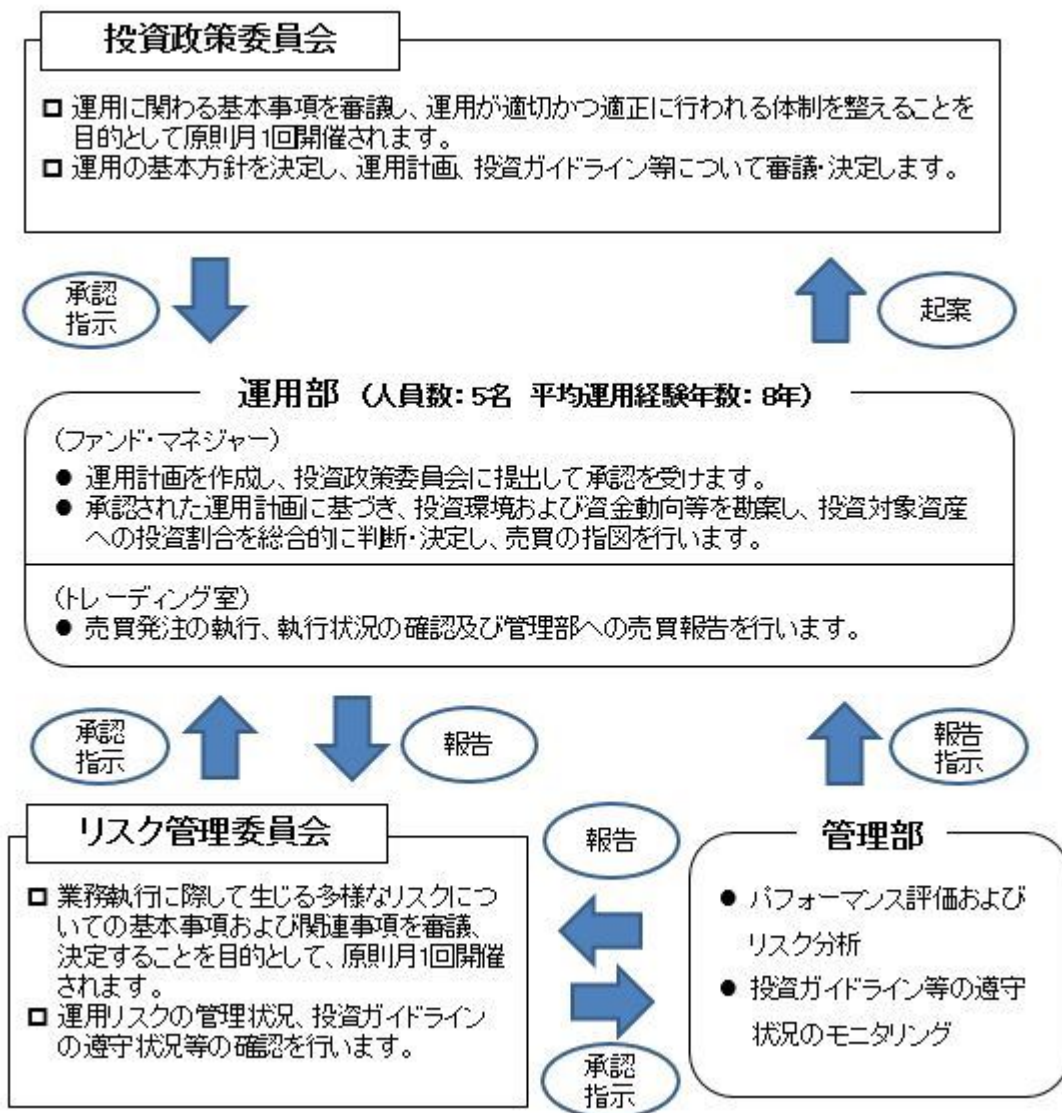 投資政策委員会
運用に関わる基本事項を審議し、運用が適切かつ適正に行われる体制を整えることを
目的として原則月1回開催されます。
運用の基本方針を決定し、運用計画、投資ガイドライン等について審議・決定します。
承認
指示
起案
運用部 (人員数:5名 平均運用経験年数:8年)
(ファンド・マネジャー)
● 運用計画を作成し、投資政策委員会に提出して承認を受けます。
● 承認された運用計画に基づき、投資環境および資金動向等を勘案し、投資対象資産
への投資割合を総合的に判断・決定し、売買の指図を行います。
(トレーディング室)
● 売買発注の執行、執行状況の確認及び管理部への売買報告を行います。
承認
指示
報告
報告
指示
リスク管理委員会
業務執行に際して生じる多様なリスクにつ
いての基本事項および関連事項を審議、
決定することを目的として、原則月1回開催
されます。
運用リスクの管理状況、投資ガイドライン
の遵守状況等の確認を行います。
報告
承認
指示
管理部
● パフォーマンス評価および
リスク分析
● 投資ガイドライン等の遵守
状況のモニタリング